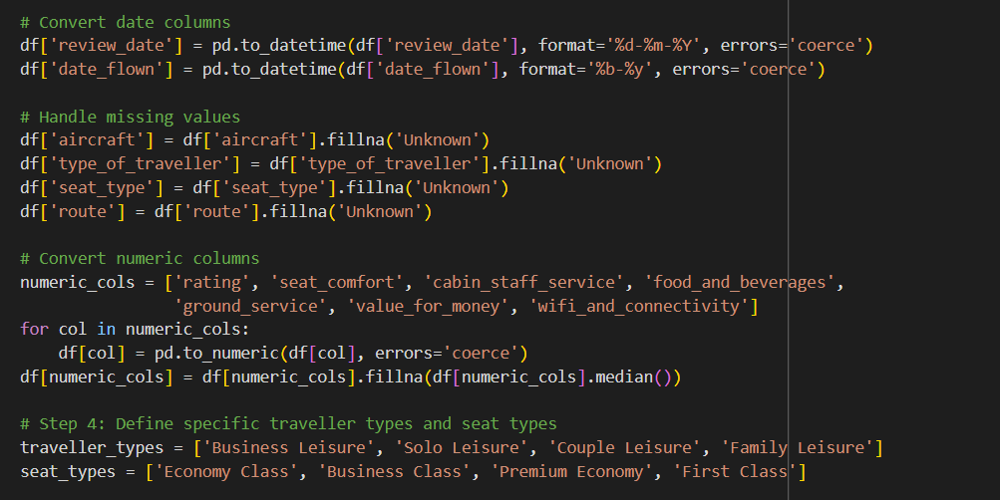 # Convert date columns
df['review_date'] = pd.to_datetime(df['review_date'], format='%d-%m-%Y', errors='coerce')
df['date_flown'] = pd.to_datetime(df['date_flown'], format='%b-%y', errors='coerce')
# Handle missing values
df['aircraft'] = df['aircraft'].fillna('Unknown')
df['type_of_traveller'] = df['type_of_traveller'].fillna('Unknown')
df['seat_type'] = df['seat_type'].fillna('Unknown')
df['route'] = df['route'].fillna('Unknown')
# Convert numeric columns
numeric_cols = ['rating', 'seat_comfort', 'cabin_staff_service', 'food_and_beverages',
'ground_service', 'value_for_money', 'wifi_and_connectivity']
for col in numeric_cols:
df[col] = pd.to_numeric(df[col], errors='coerce')
df[numeric_cols] = df[numeric_cols].fillna(df[numeric_cols].median())
# Step 4: Define specific traveller types and seat types
traveller_types = ['Business Leisure', 'Solo Leisure', 'Couple Leisure', 'Family Leisure']
seat_types = ['Economy Class', 'Business Class', 'Premium Economy', 'First Class']